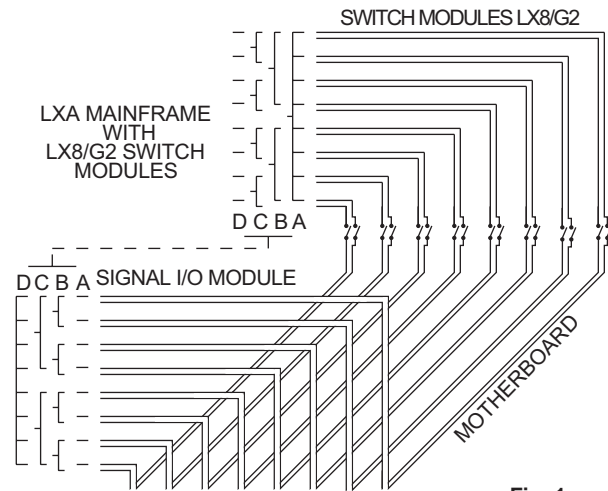 SWITCH MODULES LX8/G2
LXA MAINFRAME
WITH
LX8/G2 SWITCH
MODULES
D C B A
D C B A SIGNAL I/O MODULE
MOTHERBOARD